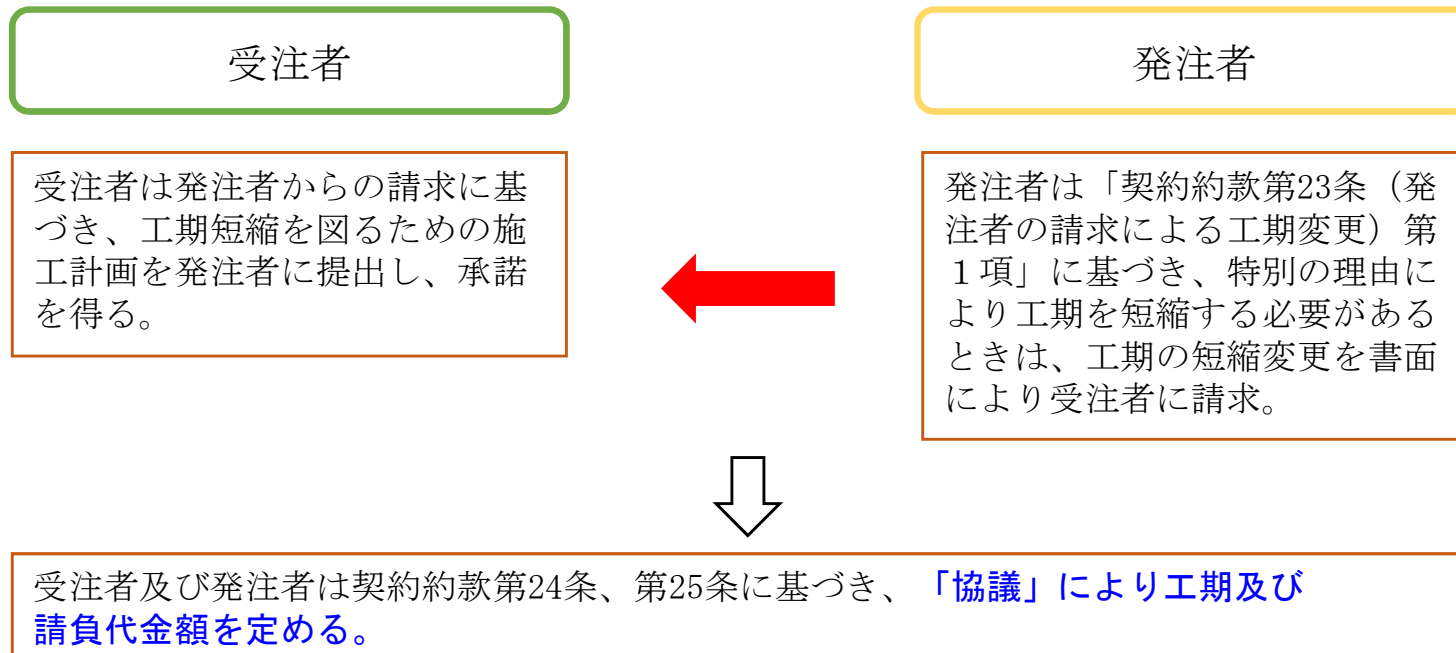 受注者
発注者
受注者は発注者からの請求に基
づき、工期短縮を図るための施
工計画を発注者に提出し、承諾
を得る。
発注者は「契約約款第23条（発
注者の請求による工期変更）第
１項」に基づき、特別の理由に
より工期を短縮する必要がある
ときは、工期の短縮変更を書面
により受注者に請求。
受注者及び発注者は契約約款第24条、第25条に基づき、「協議」により工期及び
請負代金額を定める。